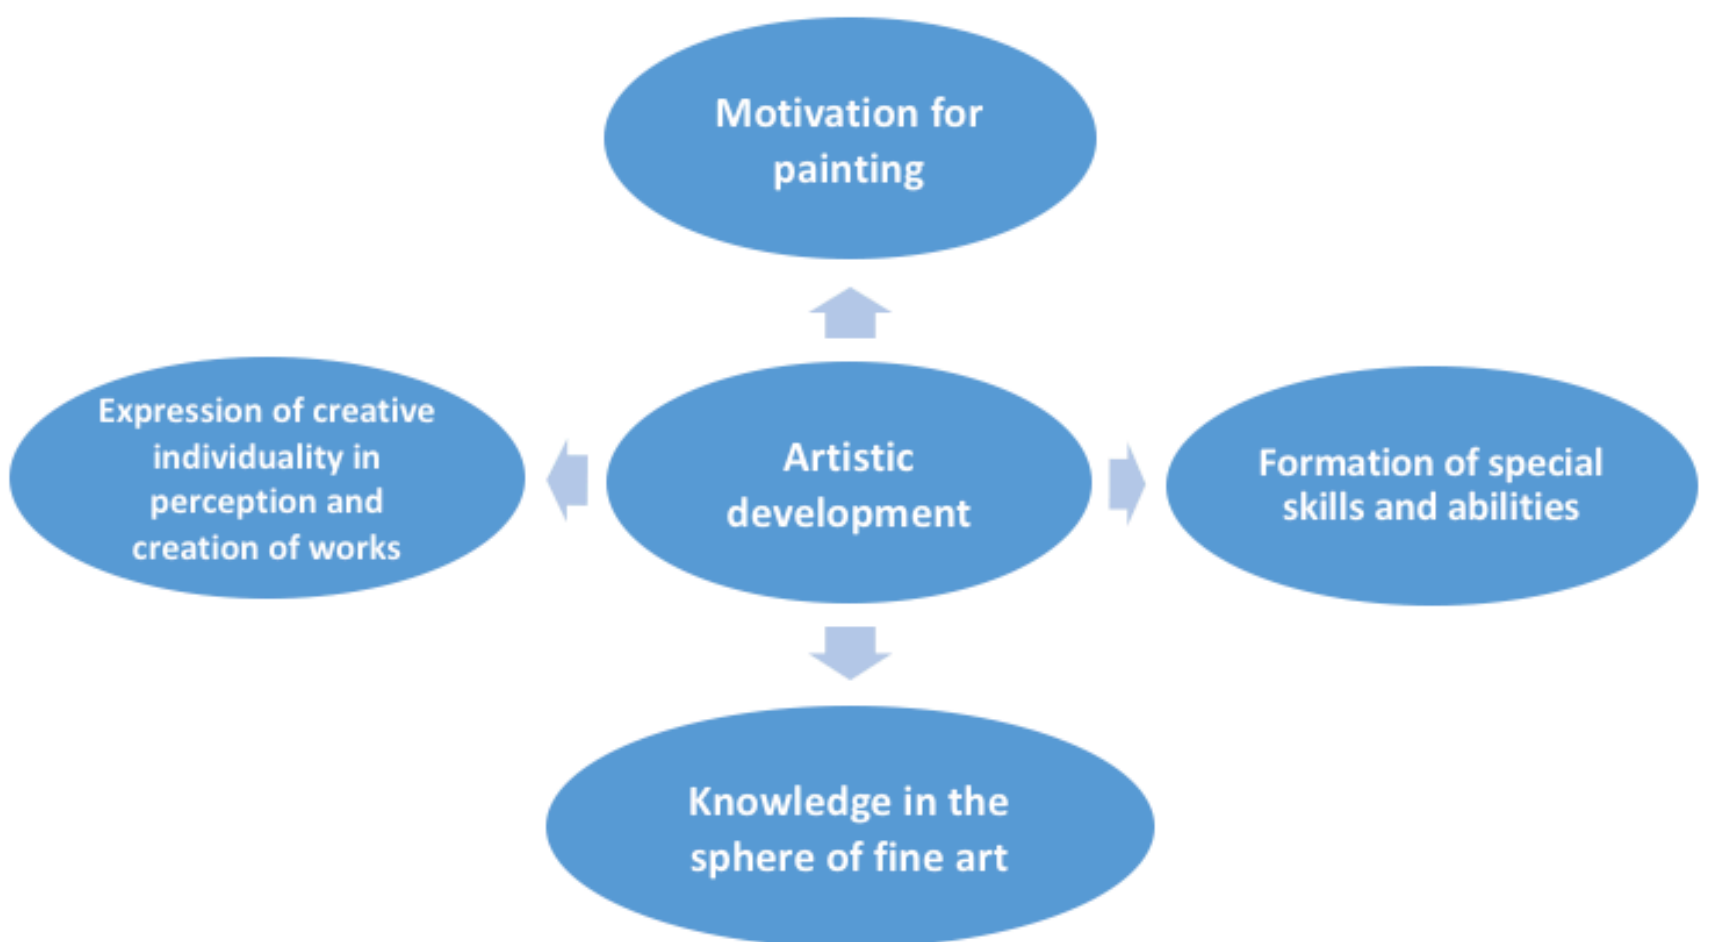 Motivation for
painting
Expression of creative
individuality in
perception and
creation of works
Artistic
development
Formation of special
skills and abilities
Knowledge in the
sphere of fine art